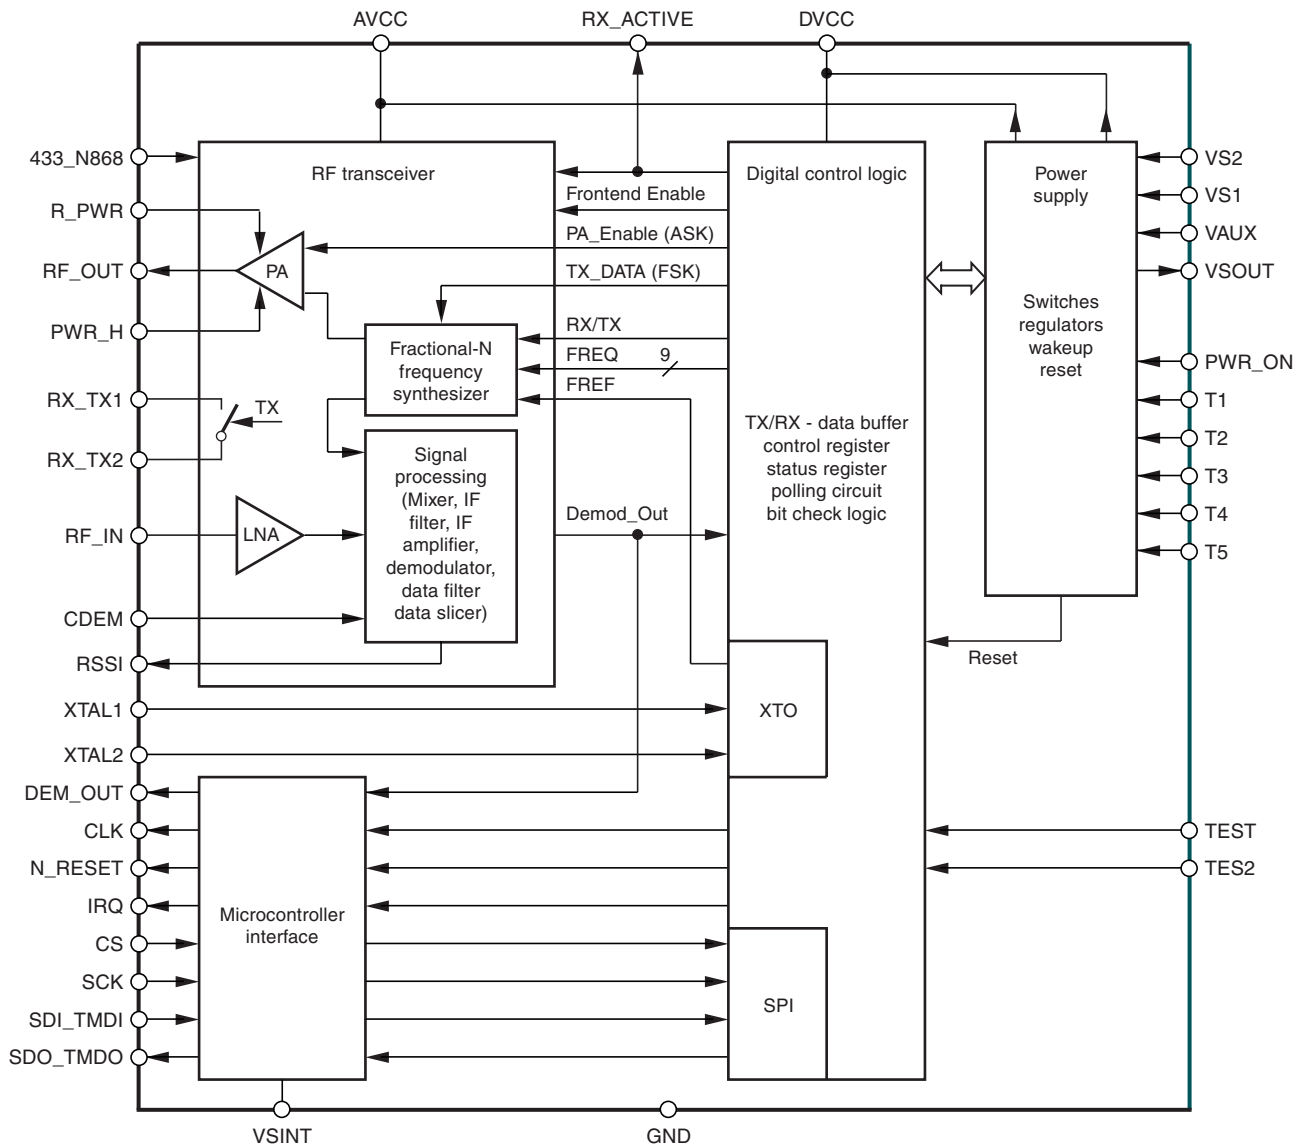 AVCC
RX_ACTIVE
DVCC
433_N868
R_PWR
RF_OUT
PWR_H
RX_TX1
RX_TX2
RF_IN
CDEM
RSSI
XTAL1
XTAL2
DEM_OUT
CLK
N_RESET
IRQ
CS
SCK
SDI_TMDI
SDO_TMDO
RF transceiver
PA
Fractional-N
frequency
synthesizer
TX
LNA
Signal
processing
(Mixer, IF
filter, IF
amplifier,
demodulator,
data filter
data slicer)
Frontend Enable
PA_Enable (ASK)
TX_DATA (FSK)
RX/TX
FREQ
9
FREF
Demod_Out
Digital control logic
TX/RX - data buffer
control register
status register
polling circuit
bit check logic
XTO
SPI
Microcontroller
interface
Power
supply
Switches
regulators
wakeup
reset
Reset
VS2
VS1
VAUX
VSOUT
PWR_ON
T1
T2
T3
T4
T5
TEST
TES2
VSINT
GND